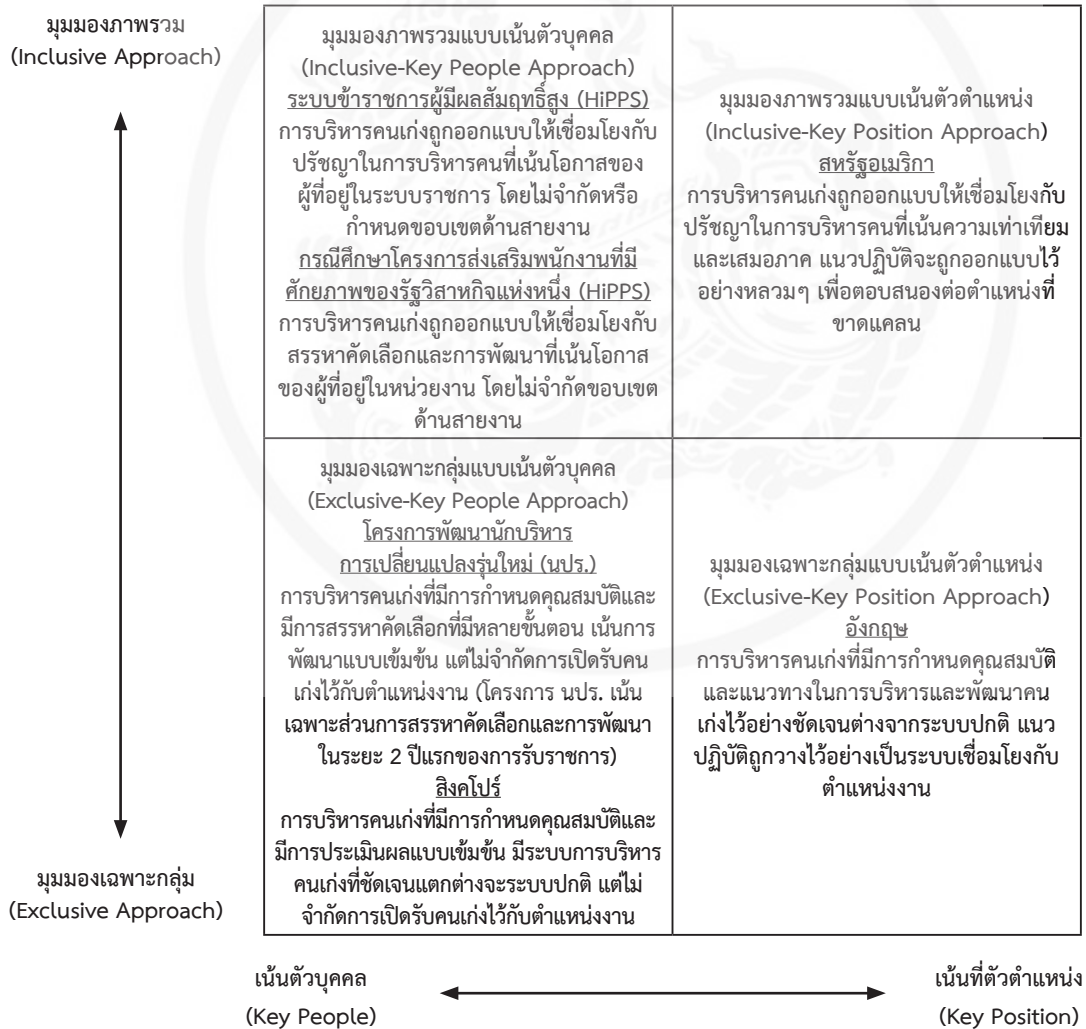 มุมมองภาพรวม
(Inclusive Approach)
มุมมองภาพรวมแบบเน้นตัวบุคคล
(Inclusive-Key People Approach)
ระบบข้าราชการผู้มีผลสัมฤทธิ์สูง (HiPPS)
การบริหารคนเก่งถูกออกแบบให้เชื่อมโยงกับ
ปรัชญาในการบริหารคนที่เน้นโอกาสของ
ผู้ที่อยู่ในระบบราชการ โดยไม่จำกัดหรือ
กำหนดขอบเขตด้านสายงาน
กรณีศึกษาโครงการส่งเสริมพนักงานที่มี
ศักยภาพของรัฐวิสาหกิจแห่งหนึ่ง (HiPPS)
การบริหารคนเก่งถูกออกแบบให้เชื่อมโยงกับ
สรรหาคัดเลือกและการพัฒนาที่เน้นโอกาส
ของผู้ที่อยู่ในหน่วยงาน โดยไม่จำกัดขอบเขต
ด้านสายงาน
มุมมองภาพรวมแบบเน้นตัวตำแหน่ง
(Inclusive-Key Position Approach)
สหรัฐอเมริกา
การบริหารคนเก่งถูกออกแบบให้เชื่อมโยงกับ
ปรัชญาในการบริหารคนที่เน้นความเท่าเทียม
และเสมอภาค แนวปฏิบัติจะถูกออกแบบไว้
อย่างหลวมๆ เพื่อตอบสนองต่อตำแหน่งที่
ขาดแคลน
มุมมองเฉพาะกลุ่มแบบเน้นตัวบุคคล
(Exclusive-Key People Approach)
โครงการพัฒนานักบริหาร
การเปลี่ยนแปลงรุ่นใหม่ (นปร.)
การบริหารคนเก่งที่มีการกำหนดคุณสมบัติและ
มีการสรรหาคัดเลือกที่มีหลายขั้นตอน เน้นการ
พัฒนาแบบเข้มข้น แต่ไม่จำกัดการเปิดรับคน
เก่งไว้กับตำแหน่งงาน (โครงการ นปร. เน้น
เฉพาะส่วนการสรรหาคัดเลือกและการพัฒนา
ในระยะ 2 ปีแรกของการรับราชการ)
สิงคโปร์
การบริหารคนเก่งที่มีการกำหนดคุณสมบัติและ
มีการประเมินผลแบบเข้มข้น มีระบบการบริหาร
คนเก่งที่ชัดเจนแตกต่างจะระบบปกติ แต่ไม่
จำกัดการเปิดรับคนเก่งไว้กับตำแหน่งงาน
มุมมองเฉพาะกลุ่มแบบเน้นตัวตำแหน่ง
(Exclusive-Key Position Approach)
อังกฤษ
การบริหารคนเก่งที่มีการกำหนดคุณสมบัติ
และแนวทางในการบริหารและพัฒนาคน
เก่งไว้อย่างชัดเจนต่างจากระบบปกติ แนว
ปฏิบัติถูกวางไว้อย่างเป็นระบบเชื่อมโยงกับ
ตำแหน่งงาน
มุมมองเฉพาะกลุ่ม
(Exclusive Approach)
เน้นตัวบุคคล
(Key People)
เน้นที่ตัวตำแหน่ง
(Key Position)